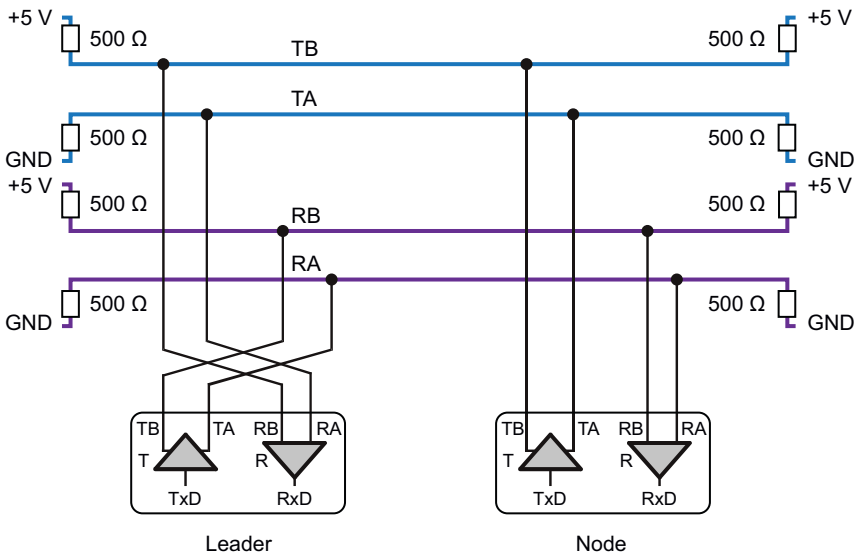 +5 V
500 Ω
TB
500 Ω
+5 V
TA
500 Ω
GND
500 Ω
GND
+5 V
500 Ω
RB
500 Ω
+5 V
RA
500 Ω
GND
500 Ω
GND
TB
TA
RB
RA
T
R
TxD
RxD
Leader
TB
TA
RB
RA
T
R
TxD
RxD
Node